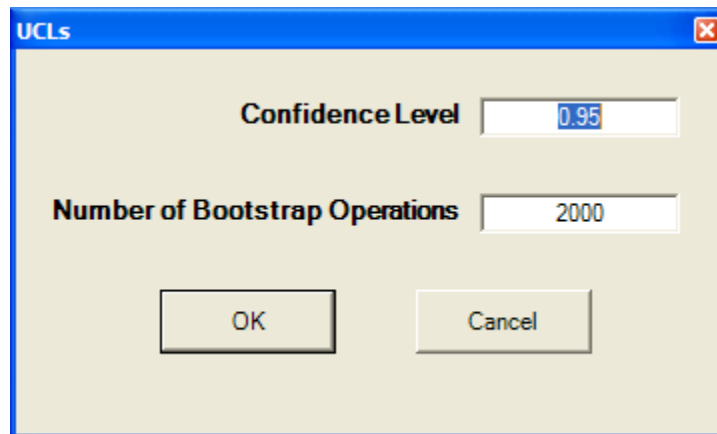 UCLs
Confidence Level 0.95
Number of Bootstrap Operations 2000
OK Cancel